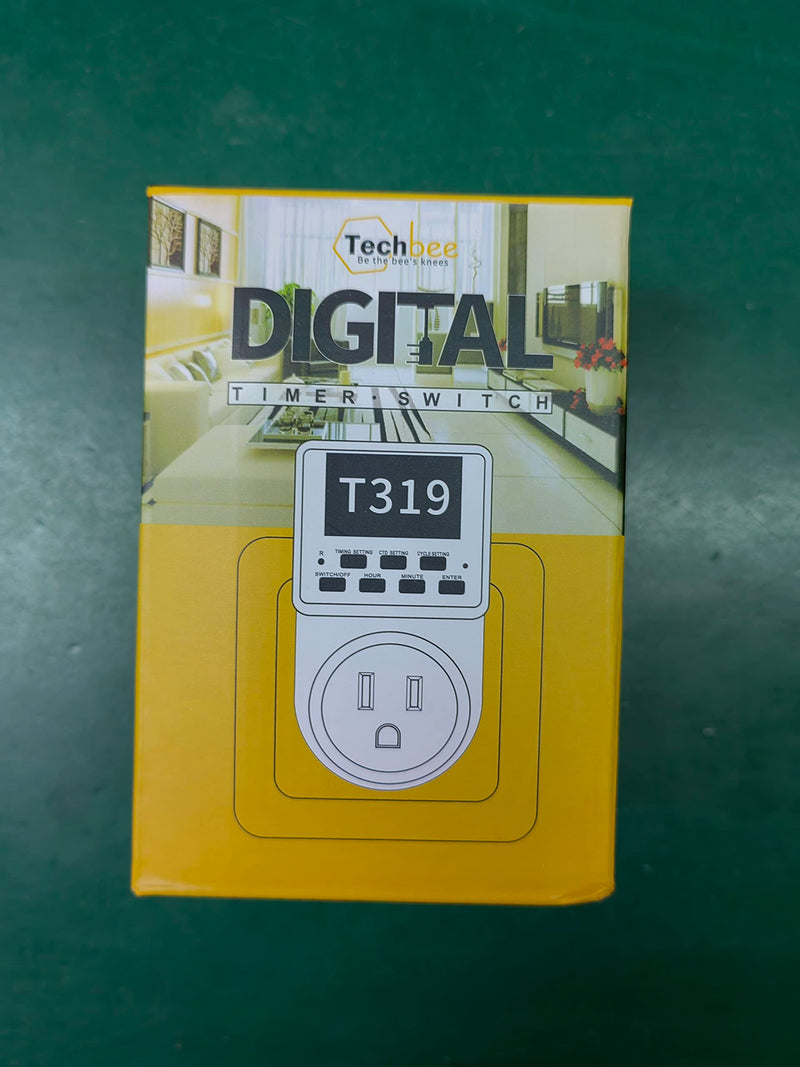 Techbee
Be the bee's knees
DIGITAL
TIMER·SWITCH
T319
R TIMING SETTING CTD SETTING CYCLE SETTING
SWITCH/OFF HOUR MINUTE ENTER